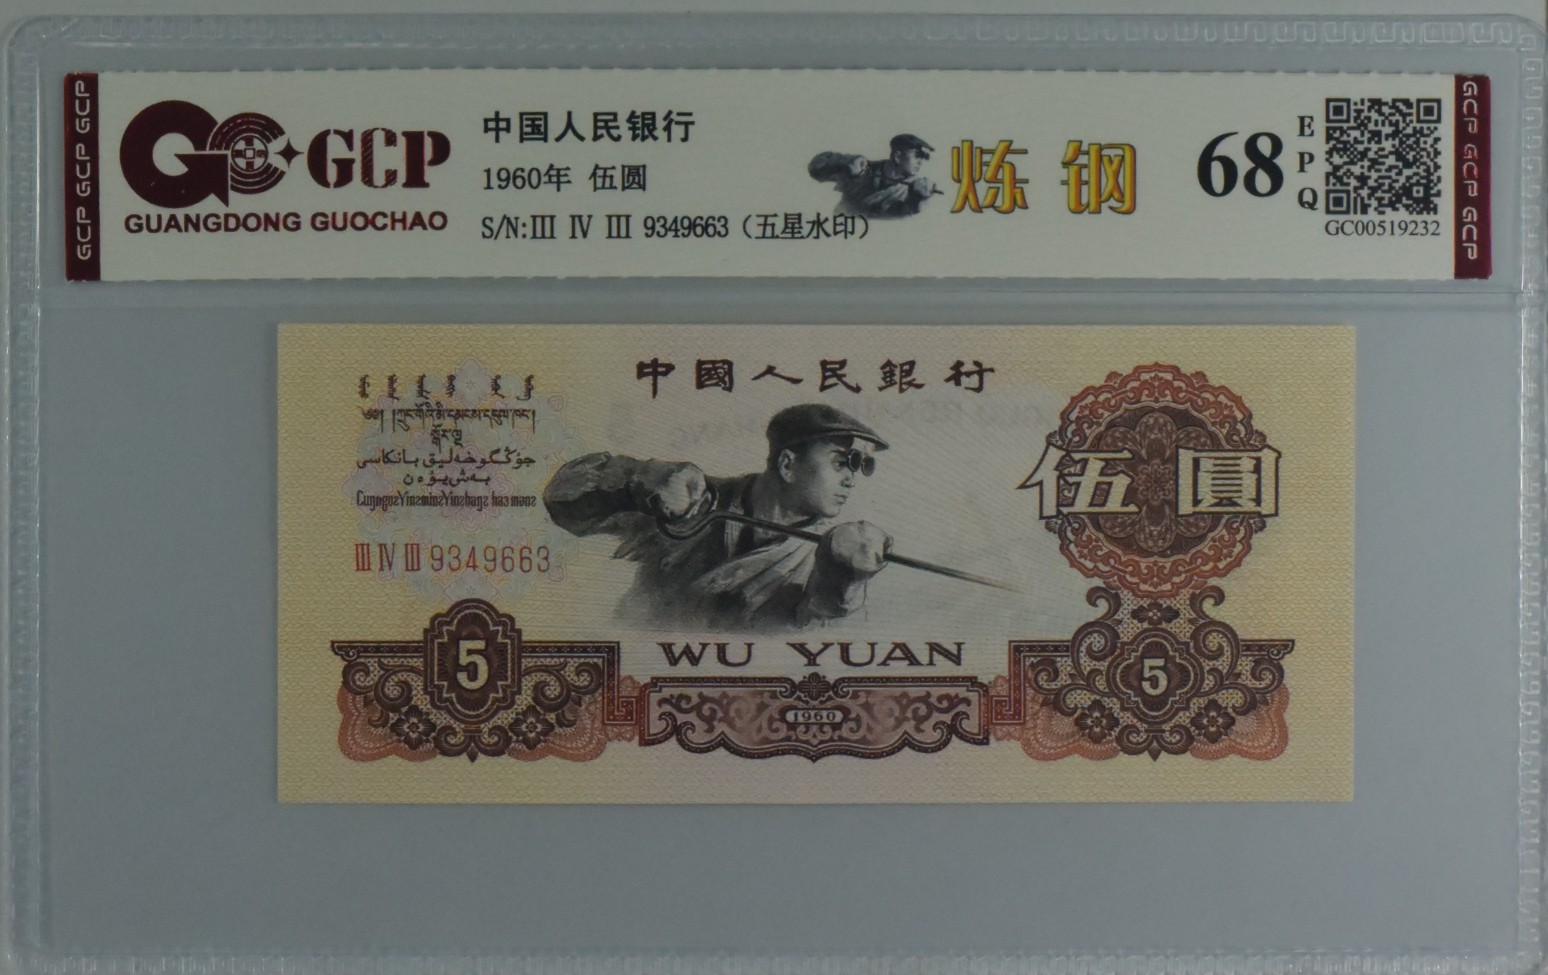 GCP GCP GCP
GCP
GUANGDONG GUOCHAO
中国人民银行
1960年 伍圆
S/N:III IV III 9349663（五星水印）
炼钢
68
EPQ
GC00519232
GCP GCP GCP
中國人民銀行
伍圓
III IV III 9349663
5
WU YUAN
1960
5